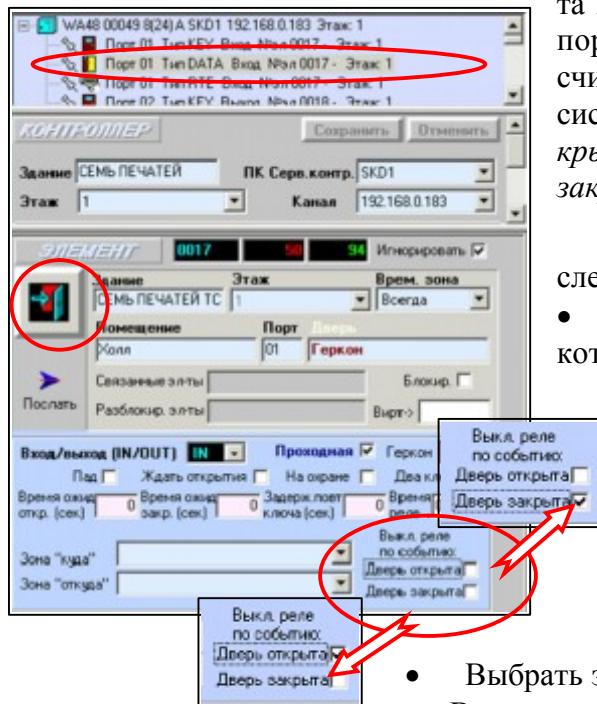 WA48 00049 8(24) A SKD1 192.168.0.183 Этаж: 1
Порт 01 Тип KEY Вход №эл 0017 - Этаж: 1
Порт 01 Тип DATA Вход №эл 0017 - Этаж: 1
Порт 01 Тип RTE Вход №эл 0017 - Этаж: 1
Порт 02 Тип KEY Выход №эл 0018 - Этаж: 1
КОНТРОЛЛЕР Сохранить Отменить
Здание СЕМЬ ПЕЧАТЕЙ ПК Серв.контр. SKD1
Этаж 1 Канал 192.168.0.183
ЭЛЕМЕНТ 0017 50 94 Игнорировать
Здание Этаж Врем. зона
СЕМЬ ПЕЧАТЕЙ ТС 1 Всегда
Помещение Порт Дверь
Холл 01 Геркон
Связанные эл-ты Блокир.
Послать Разблокир. эл-ты Вирт->
Вход/выход (IN/OUT) IN Проходная Геркон
Пад Ждать открытия На охране Два кл
Время ожид откр. (сек) 0 Время ожид закр. (сек) 0 Задерж.повт ключа (сек) 0 Время реле
Зона "куда"
Зона "откуда"
Выкл. реле
по событию:
Дверь открыта
Дверь закрыта
Выкл. реле
по событию:
Дверь открыта
Дверь закрыта
Выкл. реле
по событию:
Дверь открыта
Дверь закрыта
та
пор
счи
сис
кры
зак
сле
•
кот
• Выбрать э